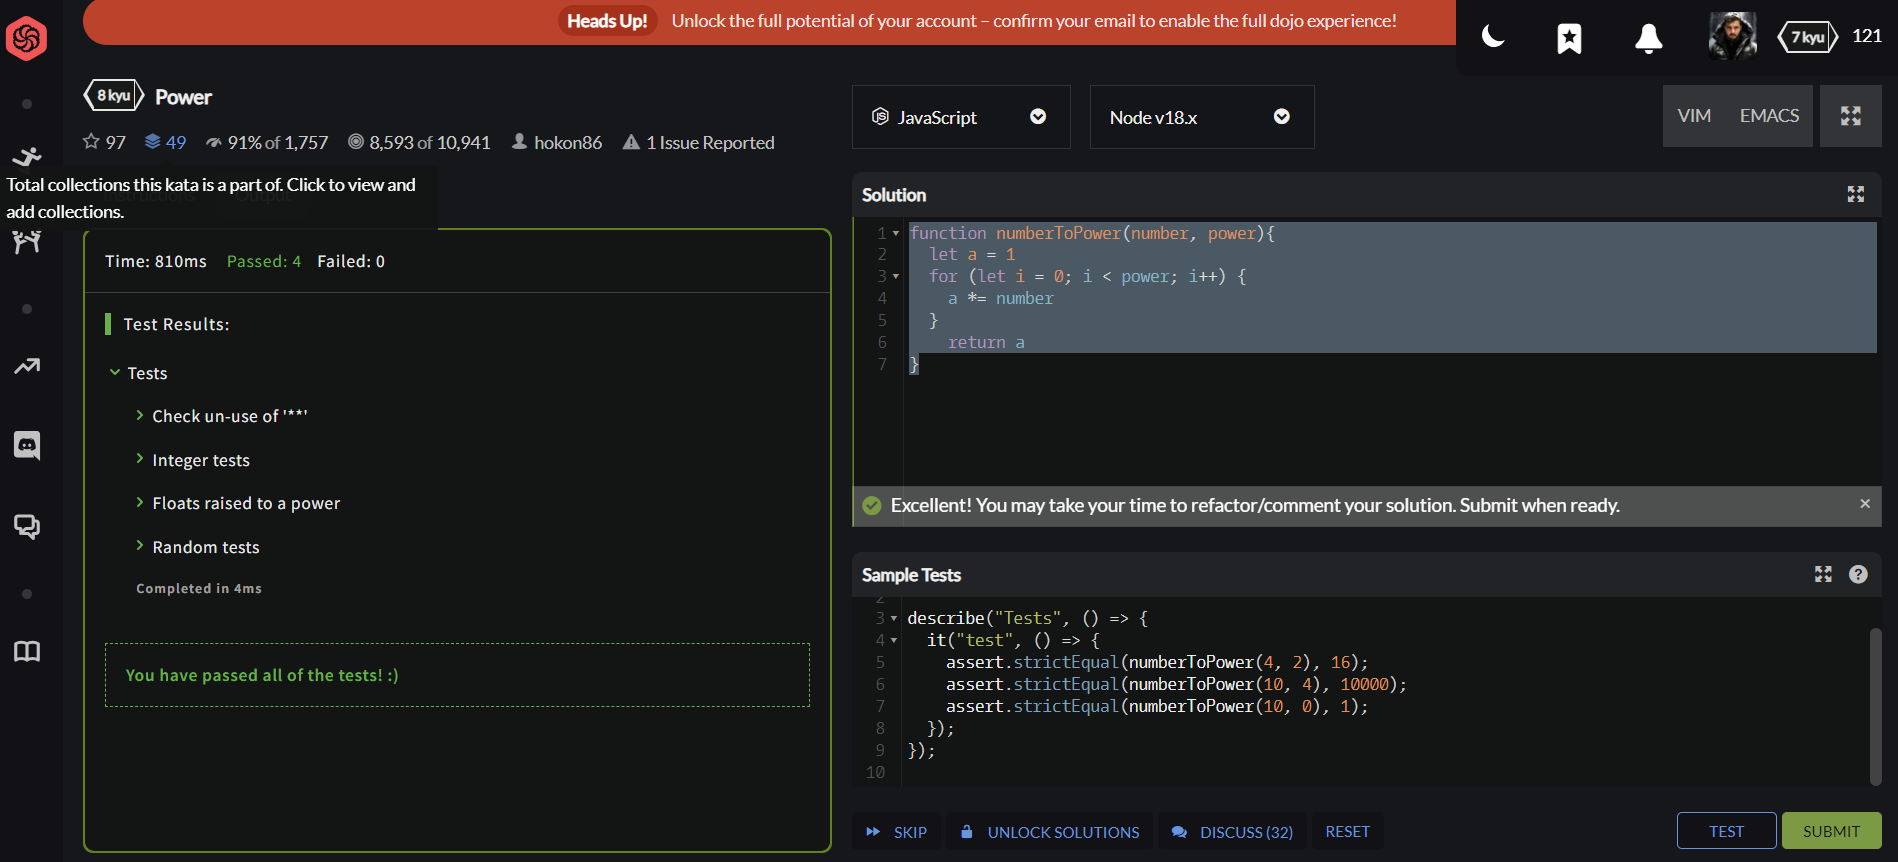 Heads Up! Unlock the full potential of your account – confirm your email to enable the full dojo experience!
7 kyu 121
8 kyu Power
97 49 91% of 1,757 8,593 of 10,941 hokon86 1 Issue Reported
Total collections this kata is a part of. Click to view and
add collections.
Instructions Output
Time: 810ms Passed: 4 Failed: 0
Test Results:
Tests
Check un-use of '**'
Integer tests
Floats raised to a power
Random tests
Completed in 4ms
You have passed all of the tests! :)
JavaScript Node v18.x VIM EMACS
Solution
1 function numberToPower(number, power){
2 let a = 1
3 for (let i = 0; i < power; i++) {
4 a *= number
5 }
6 return a
7 }
Excellent! You may take your time to refactor/comment your solution. Submit when ready. ×
Sample Tests ?
2
3 describe("Tests", () => {
4 it("test", () => {
5 assert.strictEqual(numberToPower(4, 2), 16);
6 assert.strictEqual(numberToPower(10, 4), 10000);
7 assert.strictEqual(numberToPower(10, 0), 1);
8 });
9 });
10
SKIP UNLOCK SOLUTIONS DISCUSS (32) RESET TEST SUBMIT